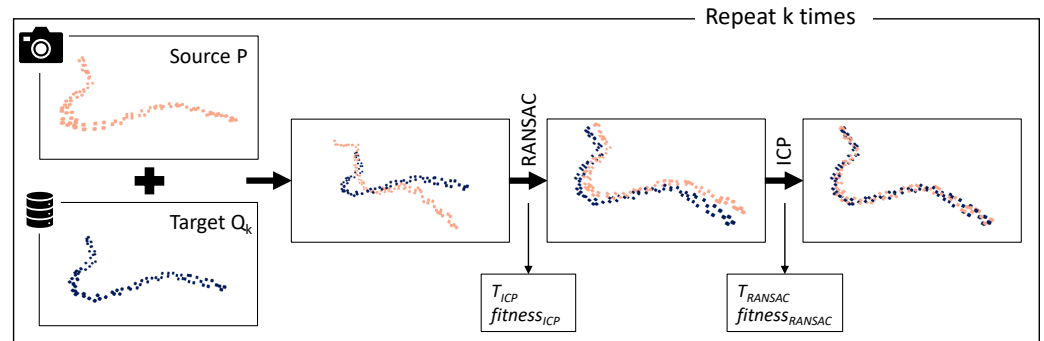 Repeat k times
Source P
Target Qk
RANSAC
ICP
TICP
fitnessICP
TRANSAC
fitnessRANSAC